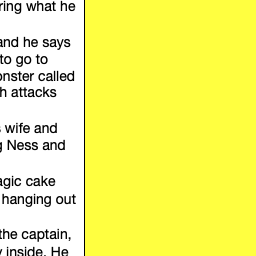 ring what he
and he says
to go to
onster called
h attacks
wife and
g Ness and
agic cake
hanging out
the captain,
inside. He